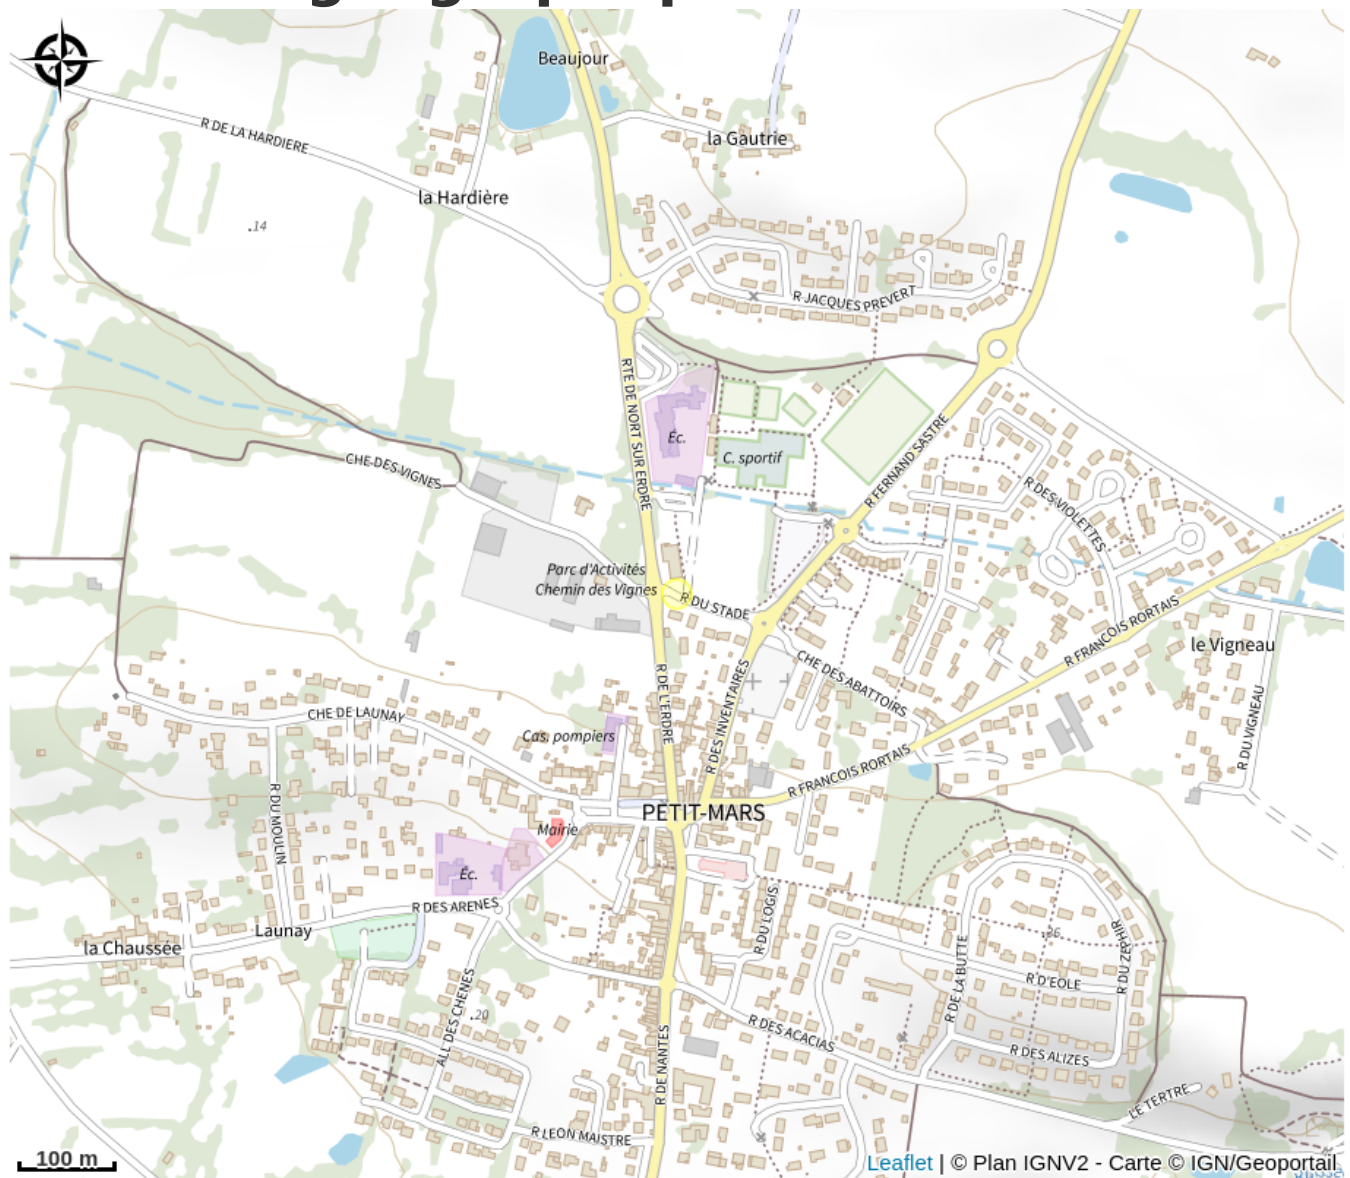 Beaujour
la Gautrie
R DE LA HARDIERE
la Hardière
.14
R JACQUES PREVERT
RTE DE NORT SUR ERDRE
Éc.
C. sportif
R FERNAND SASTRE
CHE DES VIGNES
R DES VIOLETTES
Parc d'Activités
Chemin des Vignes
R DU STADE
R FRANCOIS RORTAIS
le Vigneau
CHE DES ABATTOIRS
R DE L'ERDRE
R DES INVENTAIRES
R DU VIGNEAU
CHE DE LAUNAY
Cas. pompiers
R FRANCOIS RORTAIS
PETIT-MARS
R DU MOULIN
Mairie
Éc.
R DES ARENES
R DU LOGIS
Launay
la Chaussée
26
R DU ZEPHIR
R DE LA BUTTE
R D'EOLE
ALL DES CHENES
.20
R DES ACACIAS
R DES ALIZES
R DE NANTES
LE TERTRE
R LEON MAISTRE
100 m
Leaflet | © Plan IGNV2 - Carte © IGN/Geoportail